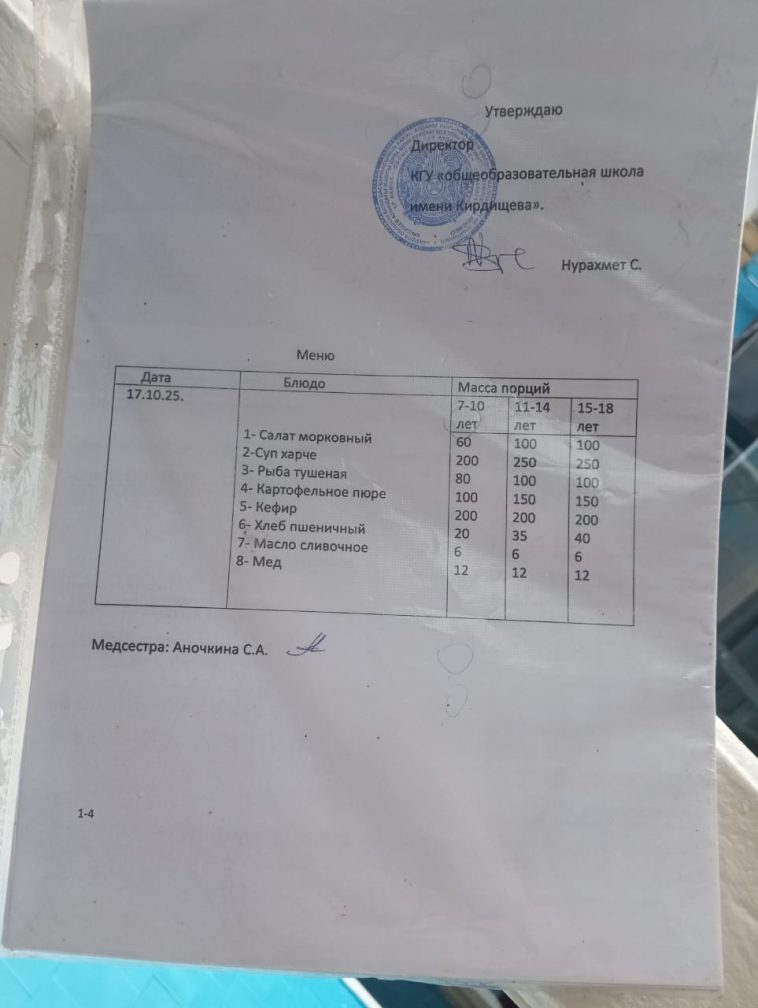 Утверждаю
Директор
КГУ «общеобразовательная школа
имени Кирдищева».
Нурахмет С.
Меню
Дата Блюдо Масса порций
17.10.25. 7-10 лет 11-14 лет 15-18 лет
1- Салат морковный 60 100 100
2-Суп харче 200 250 250
3- Рыба тушеная 80 100 100
4- Картофельное пюре 100 150 150
5- Кефир 200 200 200
6- Хлеб пшеничный 20 35 40
7- Масло сливочное 6 6 6
8- Мед 12 12 12
Медсестра: Аночкина С.А.
1-4